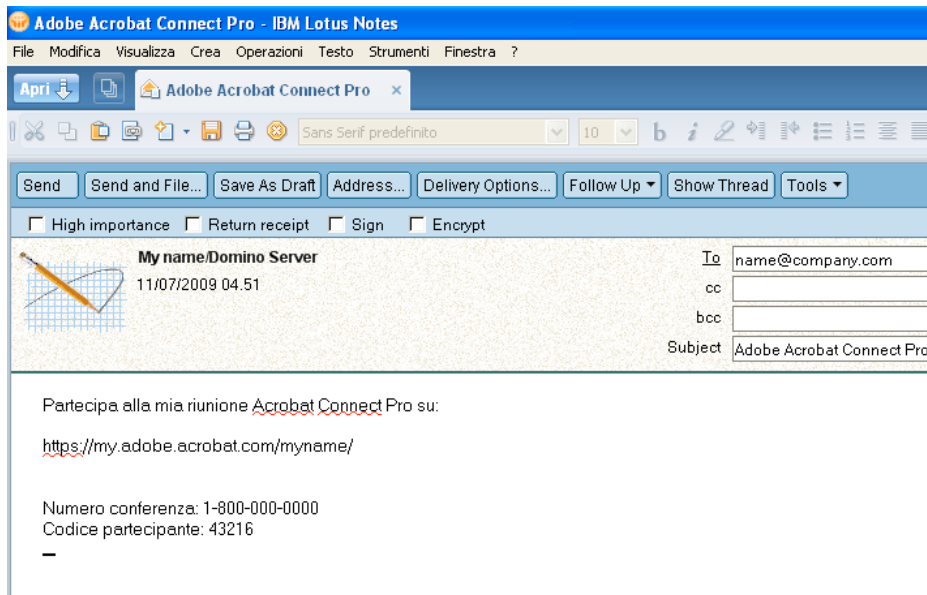 Adobe Acrobat Connect Pro - IBM Lotus Notes
File Modifica Visualizza Crea Operazioni Testo Strumenti Finestra ?
Apri Adobe Acrobat Connect Pro ×
Sans Serif predefinito 10 b i
Send Send and File... Save As Draft Address... Delivery Options... Follow Up Show Thread Tools
High importance Return receipt Sign Encrypt
My name/Domino Server
11/07/2009 04.51
To name@company.com
cc
bcc
Subject Adobe Acrobat Connect Pro
Partecipa alla mia riunione Acrobat Connect Pro su:
https://my.adobe.acrobat.com/myname/
Numero conferenza: 1-800-000-0000
Codice partecipante: 43216